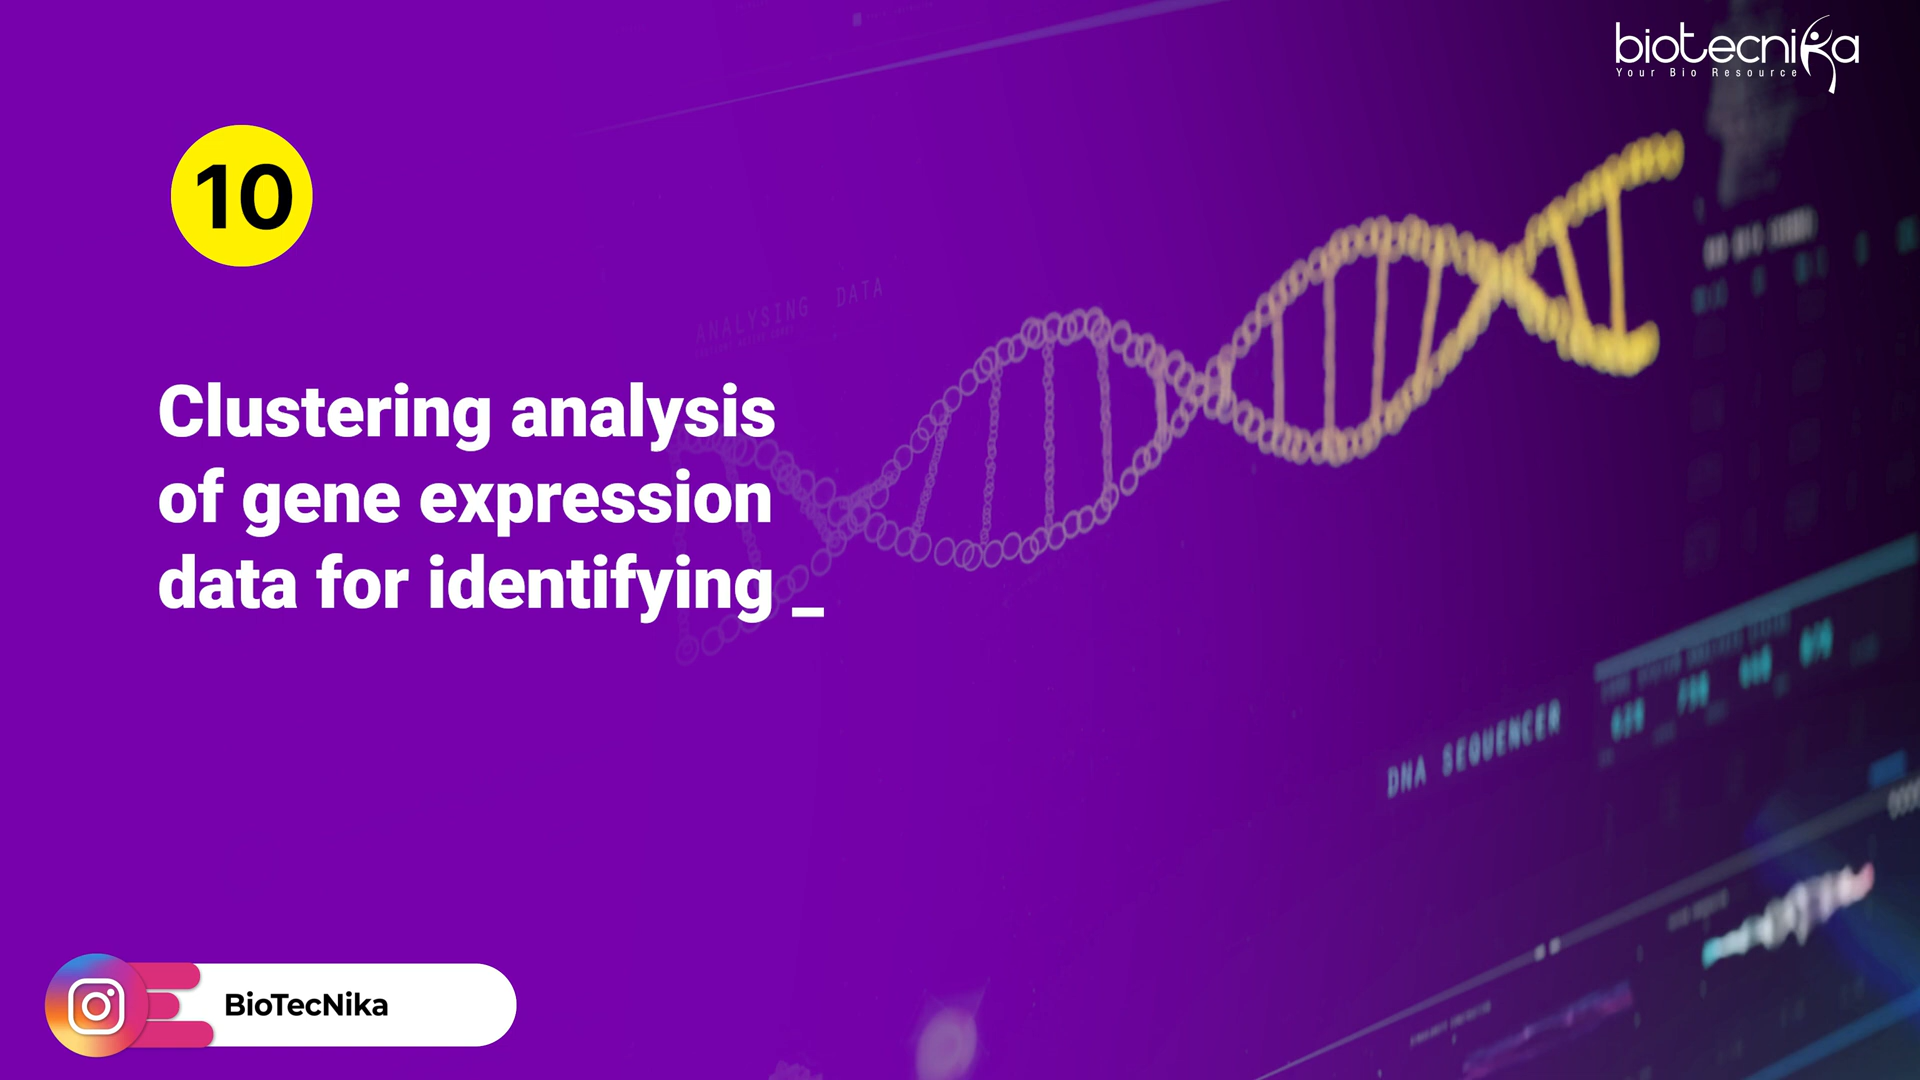 biotecnika
Your Bio Resource
10
ANALYSING DATA
Clustering analysis
of gene expression
data for identifying _
DNA SEQUENCER
BioTecNika